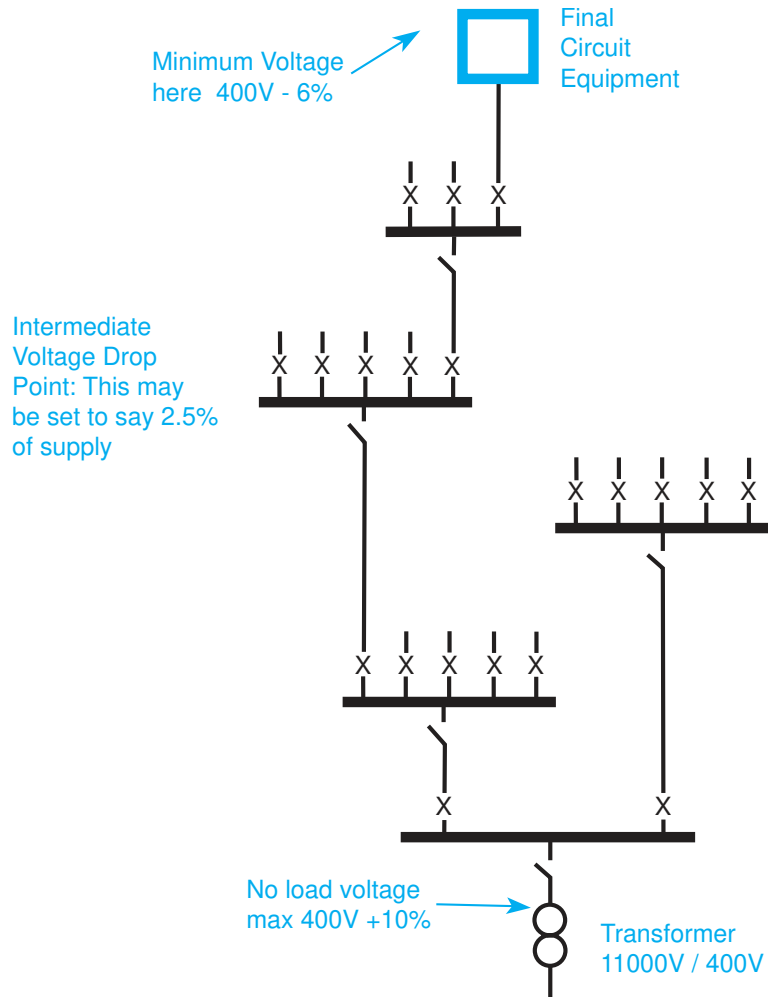 Final
Circuit
Equipment
Minimum Voltage
here 400V - 6%
X X X
Intermediate
Voltage Drop
Point: This may
be set to say 2.5%
of supply
X X X X X
X X X X X
X X X X X
X X
No load voltage
max 400V +10%
Transformer
11000V / 400V